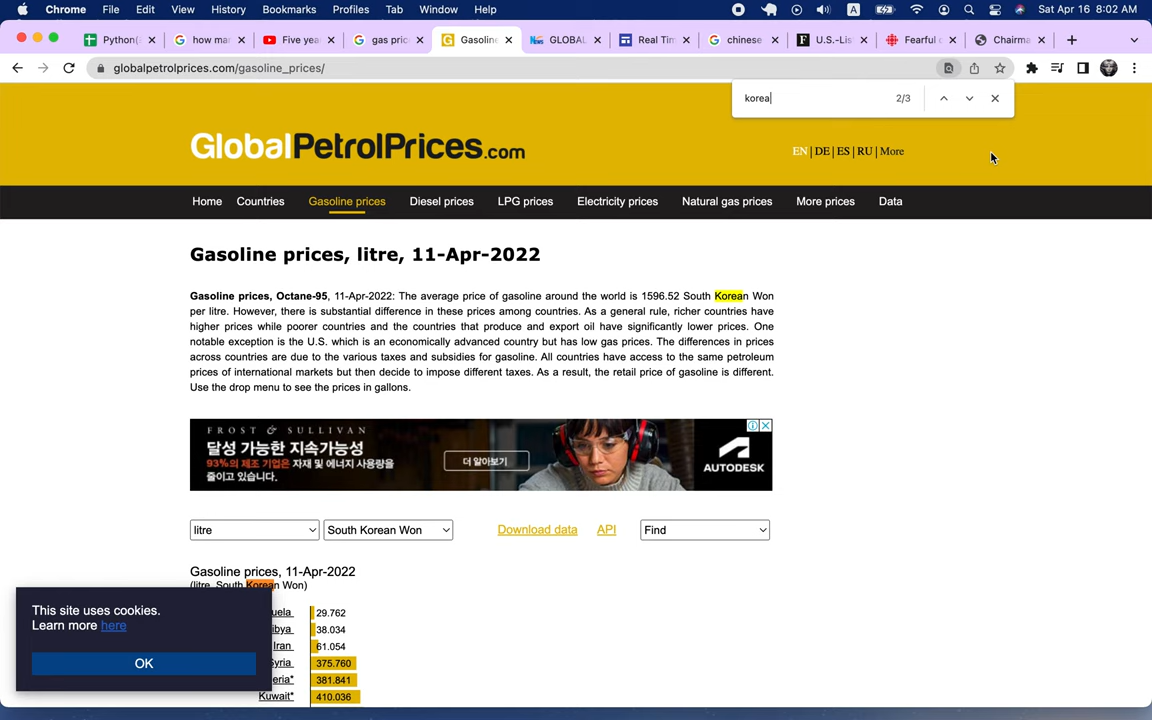 Chrome File Edit View History Bookmarks Profiles Tab Window Help A Sat Apr 16 8:02 AM
Python( how mar Five yea gas pric Gasoline GLOBAL Real Tim chinese U.S.-Lis Fearful c Chairma
globalpetrolprices.com/gasoline_prices/
korea 2/3
GlobalPetrolPrices.com
EN | DE | ES | RU | More
Home Countries Gasoline prices Diesel prices LPG prices Electricity prices Natural gas prices More prices Data
Gasoline prices, litre, 11-Apr-2022
Gasoline prices, Octane-95, 11-Apr-2022: The average price of gasoline around the world is 1596.52 South Korean Won
per litre. However, there is substantial difference in these prices among countries. As a general rule, richer countries have
higher prices while poorer countries and the countries that produce and export oil have significantly lower prices. One
notable exception is the U.S. which is an economically advanced country but has low gas prices. The differences in prices
across countries are due to the various taxes and subsidies for gasoline. All countries have access to the same petroleum
prices of international markets but then decide to impose different taxes. As a result, the retail price of gasoline is different.
Use the drop menu to see the prices in gallons.
FROST & SULLIVAN
달성 가능한 지속가능성
93%의 제조 기업은 자재 및 에너지 사용량을
줄이고 있습니다.
더 알아보기
AUTODESK
litre South Korean Won Download data API Find
Gasoline prices, 11-Apr-2022
(litre, South Korean Won)
uela 29.762
ibya 38.034
Iran 61.054
Syria 375.760
eria* 381.841
Kuwait* 410.036
This site uses cookies.
Learn more here
OK